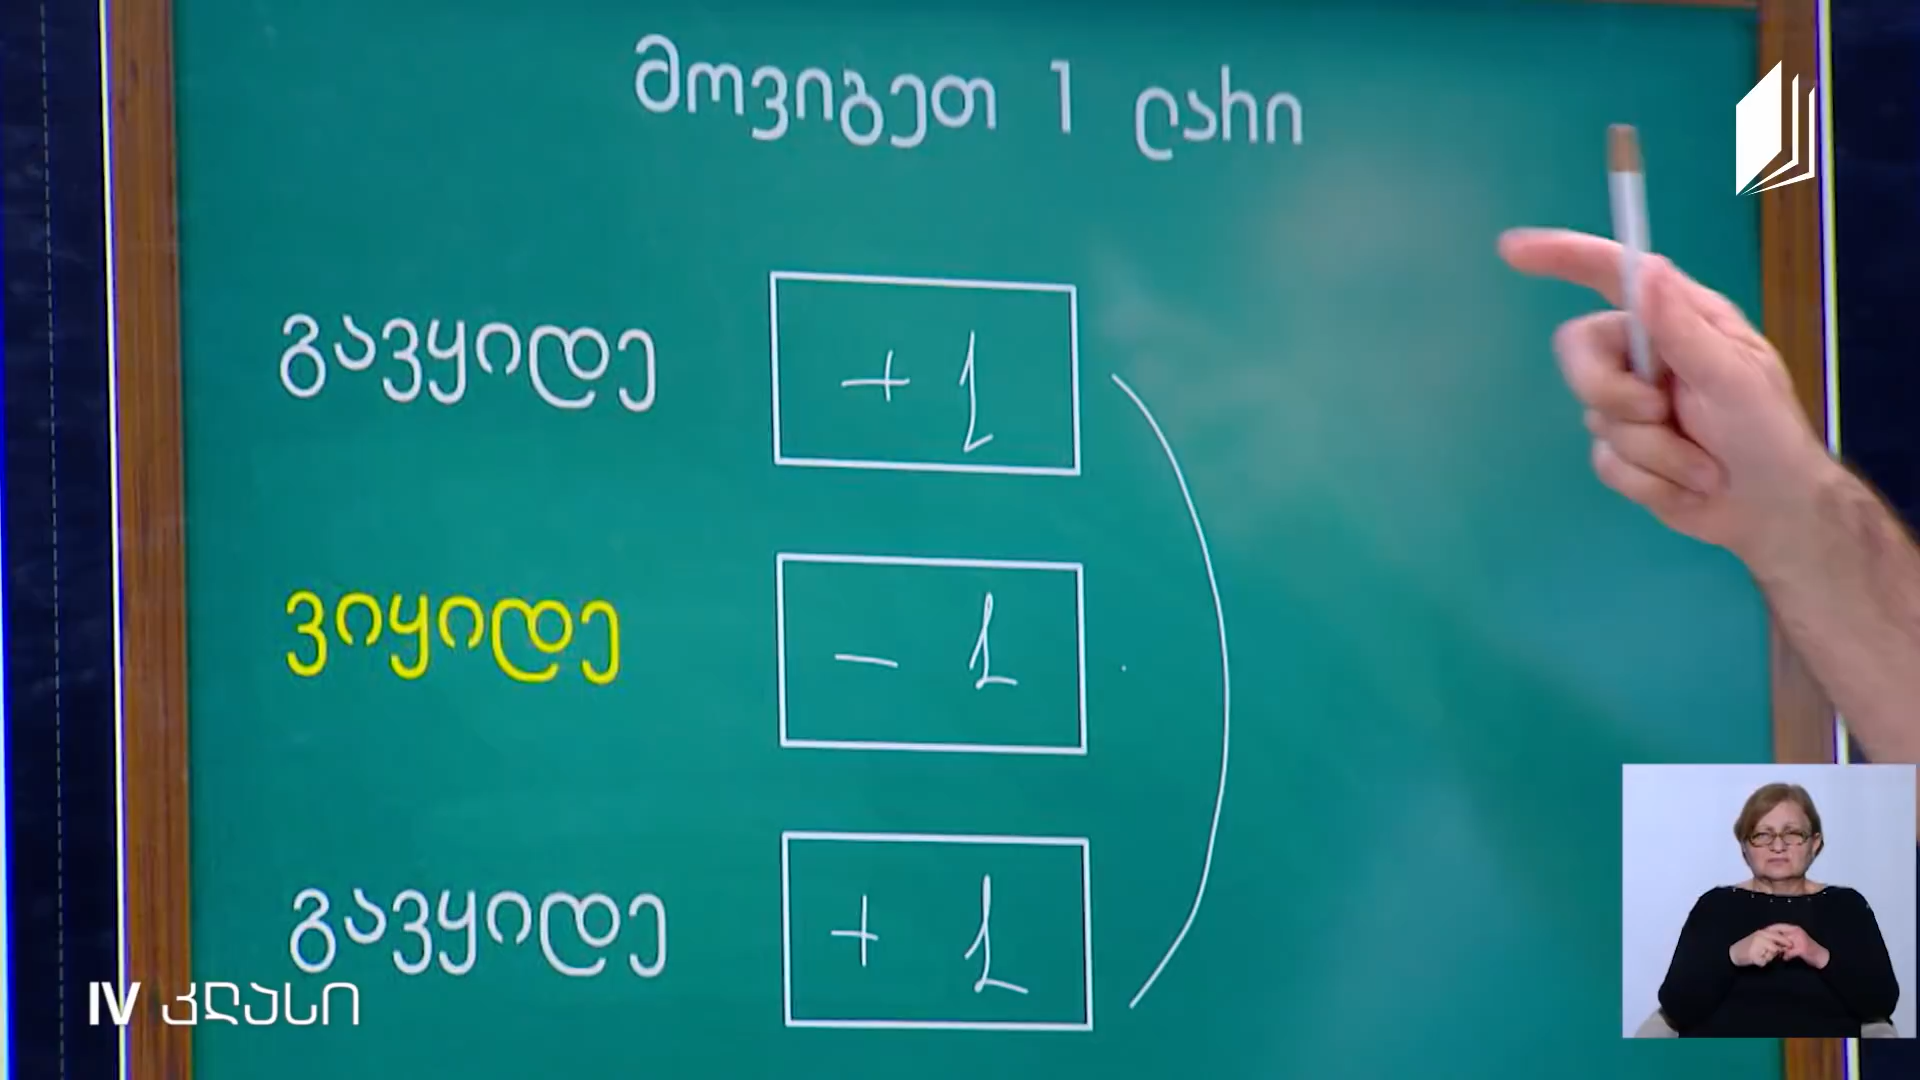 მოვიგეთ 1 ლარი
გავყიდე + 1
ვიყიდე - 1
გავყიდე + 1
IV კლასი